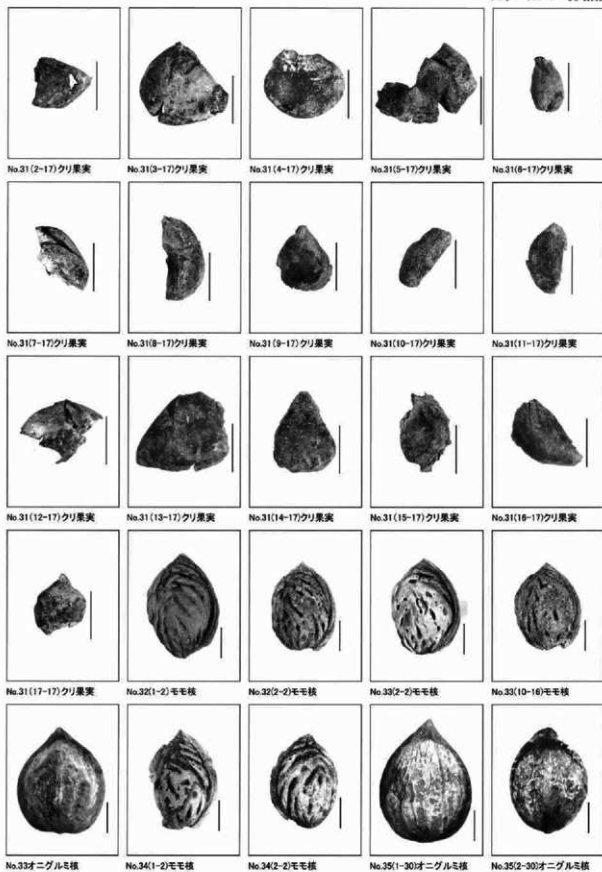 No.31(2-17)クリ果実
No.31(3-17)クリ果実
No.31(4-17)クリ果実
No.31(5-17)クリ果実
No.31(6-17)クリ果実
No.31(7-17)クリ果実
No.31(8-17)クリ果実
No.31(9-17)クリ果実
No.31(10-17)クリ果実
No.31(11-17)クリ果実
No.31(12-17)クリ果実
No.31(13-17)クリ果実
No.31(14-17)クリ果実
No.31(15-17)クリ果実
No.31(16-17)クリ果実
No.31(17-17)クリ果実
No.32(1-2)モモ核
No.32(2-2)モモ核
No.33(2-2)モモ核
No.33(10-16)モモ核
No.33オニグルミ核
No.34(1-2)モモ核
No.34(2-2)モモ核
No.35(1-30)オニグルミ核
No.35(2-30)オニグルミ核